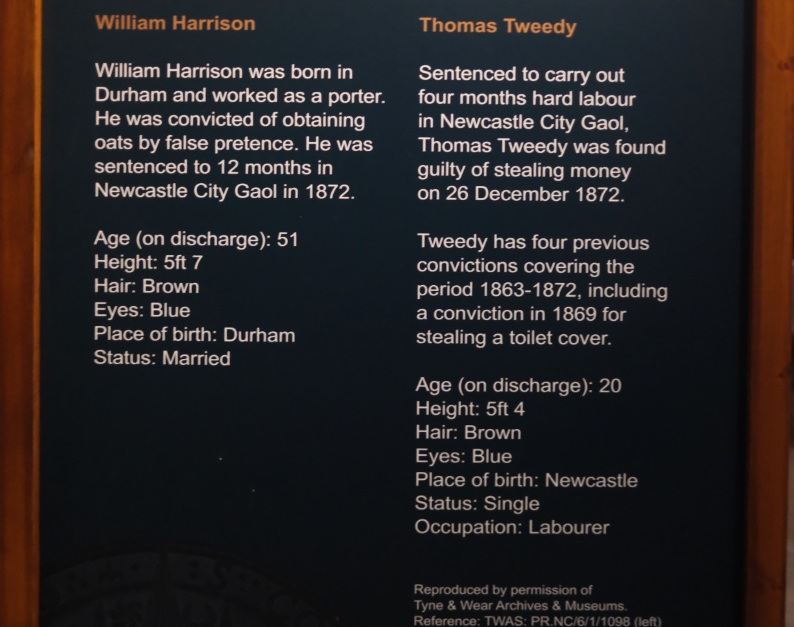 William Harrison
William Harrison was born in
Durham and worked as a porter.
He was convicted of obtaining
oats by false pretence. He was
sentenced to 12 months in
Newcastle City Gaol in 1872.
Age (on discharge): 51
Height: 5ft 7
Hair: Brown
Eyes: Blue
Place of birth: Durham
Status: Married
Thomas Tweedy
Sentenced to carry out
four months hard labour
in Newcastle City Gaol,
Thomas Tweedy was found
guilty of stealing money
on 26 December 1872.
Tweedy has four previous
convictions covering the
period 1863-1872, including
a conviction in 1869 for
stealing a toilet cover.
Age (on discharge): 20
Height: 5ft 4
Hair: Brown
Eyes: Blue
Place of birth: Newcastle
Status: Single
Occupation: Labourer
Reproduced by permission of
Tyne & Wear Archives & Museums.
Reference: TWAS: PR.NC/6/1/1098 (left)